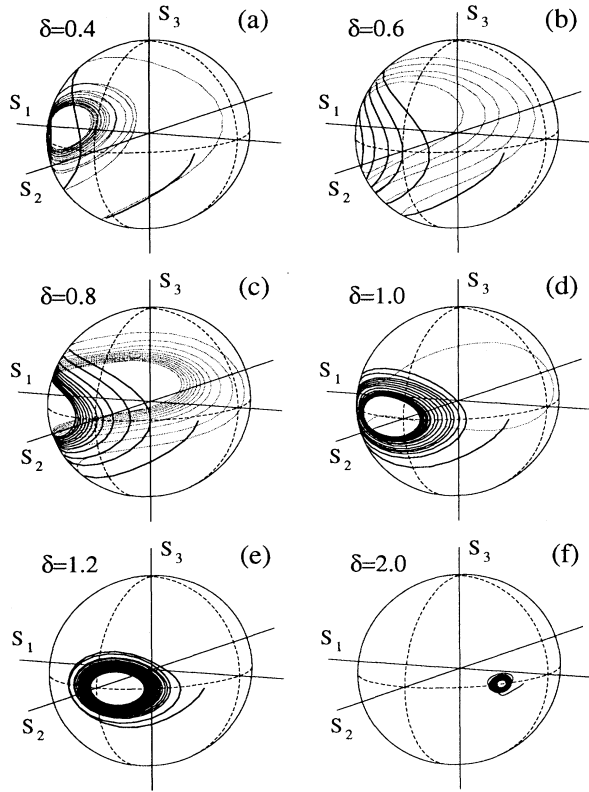 S3 (a) S3 (b)
δ=0.4 δ=0.6
S1 S1
S2 S2
S3 (c) S3 (d)
δ=0.8 δ=1.0
S1 S1
S2 S2
S3 (e) S3 (f)
δ=1.2 δ=2.0
S1 S1
S2 S2